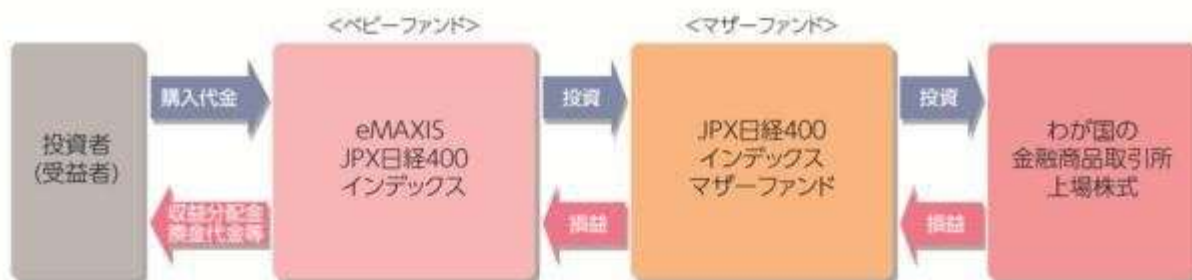 <ベビーファンド>
<マザーファンド>
投資者
(受益者)
購入代金
収益分配金
換金代金等
eMAXIS
JPX日経400
インデックス
投資
損益
JPX日経400
インデックス
マザーファンド
投資
損益
わが国の
金融商品取引所
上場株式